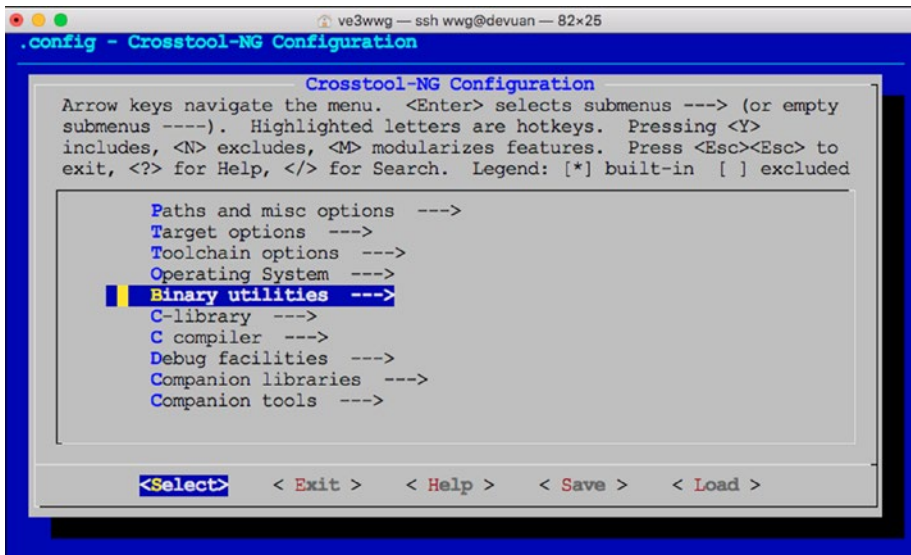 ve3wwg — ssh wwg@devuan — 82×25
.config - Crosstool-NG Configuration
Crosstool-NG Configuration
Arrow keys navigate the menu.  <Enter> selects submenus ---> (or empty
submenus ----).  Highlighted letters are hotkeys.  Pressing <Y>
includes, <N> excludes, <M> modularizes features.  Press <Esc><Esc> to
exit, <?> for Help, </> for Search.  Legend: [*] built-in  [ ] excluded
Paths and misc options  --->
Target options  --->
Toolchain options  --->
Operating System  --->
Binary utilities  --->
C-library  --->
C compiler  --->
Debug facilities  --->
Companion libraries  --->
Companion tools  --->
<Select>    < Exit >    < Help >    < Save >    < Load >